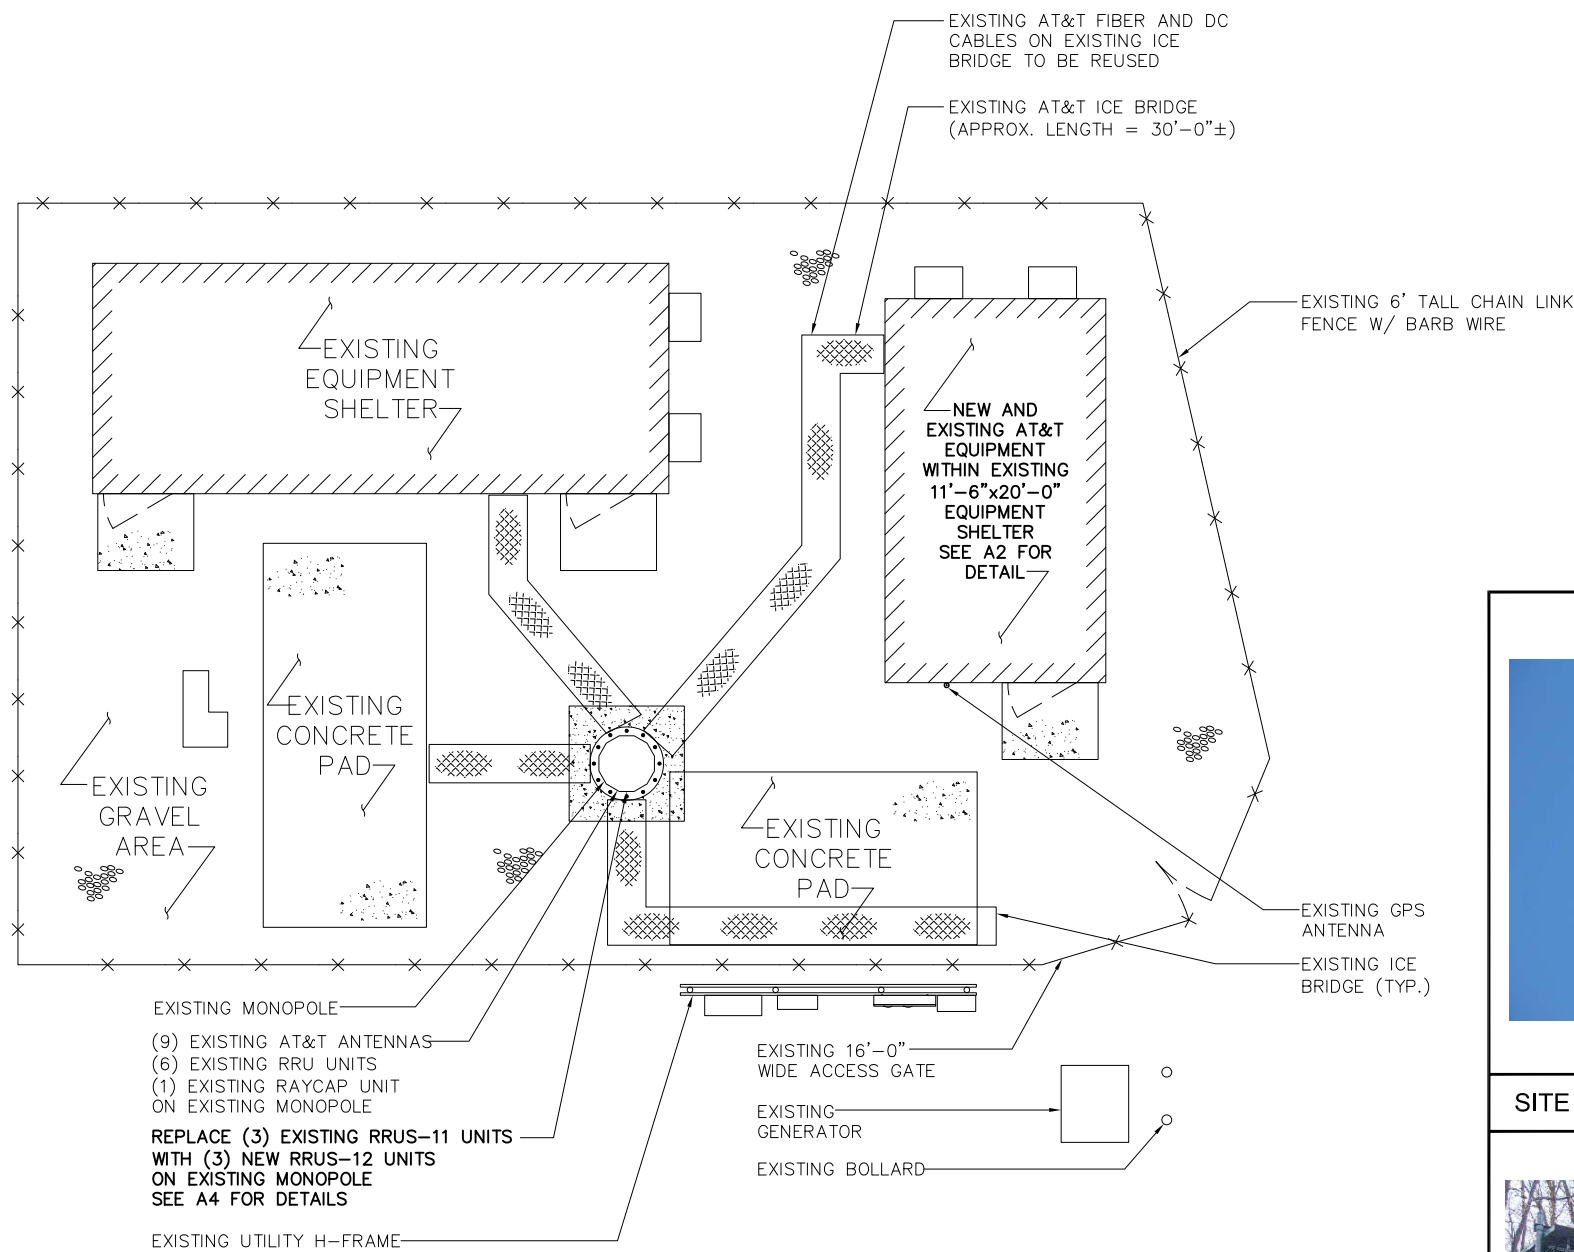 EXISTING AT&T FIBER AND DC
CABLES ON EXISTING ICE
BRIDGE TO BE REUSED
EXISTING AT&T ICE BRIDGE
(APPROX. LENGTH = 30'-0"±)
EXISTING 6' TALL CHAIN LINK
FENCE W/ BARB WIRE
EXISTING
EQUIPMENT
SHELTER
NEW AND
EXISTING AT&T
EQUIPMENT
WITHIN EXISTING
11'-6"x20'-0"
EQUIPMENT
SHELTER
SEE A2 FOR
DETAIL
EXISTING
CONCRETE
PAD
EXISTING
GRAVEL
AREA
EXISTING
CONCRETE
PAD
EXISTING GPS
ANTENNA
EXISTING ICE
BRIDGE (TYP.)
EXISTING MONOPOLE
(9) EXISTING AT&T ANTENNAS
(6) EXISTING RRU UNITS
(1) EXISTING RAYCAP UNIT
ON EXISTING MONOPOLE
REPLACE (3) EXISTING RRUS-11 UNITS
WITH (3) NEW RRUS-12 UNITS
ON EXISTING MONOPOLE
SEE A4 FOR DETAILS
EXISTING UTILITY H-FRAME
EXISTING 16'-0"
WIDE ACCESS GATE
EXISTING
GENERATOR
EXISTING BOLLARD
SITE